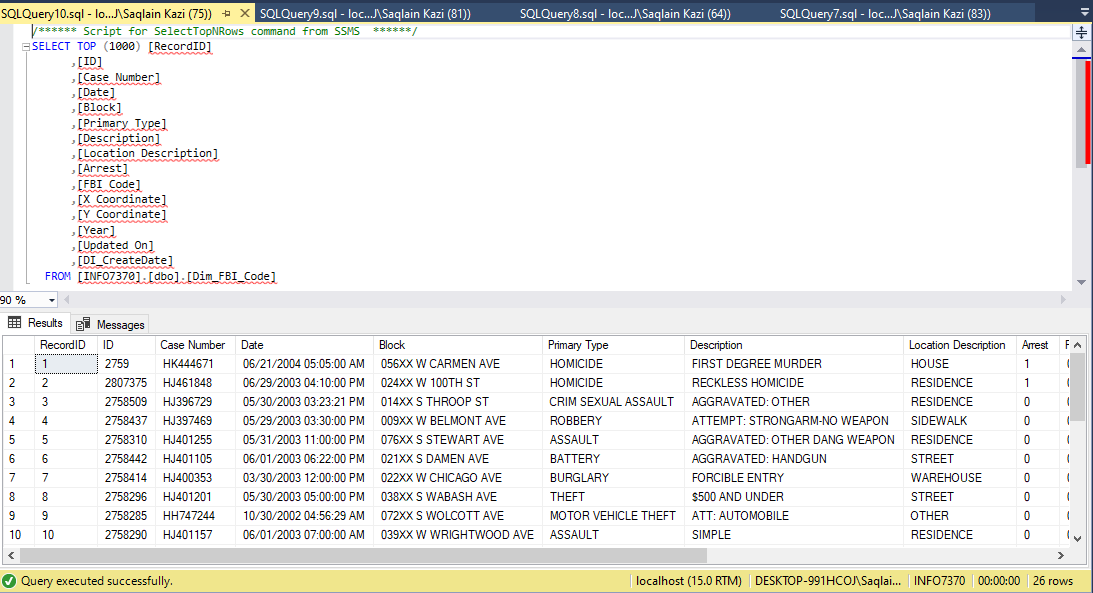 SQLQuery10.sql - lo...J\Saqlain Kazi (75))
SQLQuery9.sql - loc...J\Saqlain Kazi (81))
SQLQuery8.sql - loc...J\Saqlain Kazi (64))
SQLQuery7.sql - loc...J\Saqlain Kazi (83))
/****** Script for SelectTopNRows command from SSMS  ******/
SELECT TOP (1000) [RecordID]
,[ID]
,[Case Number]
,[Date]
,[Block]
,[Primary Type]
,[Description]
,[Location Description]
,[Arrest]
,[FBI Code]
,[X Coordinate]
,[Y Coordinate]
,[Year]
,[Updated On]
,[DI_CreateDate]
FROM [INFO7370].[dbo].[Dim_FBI_Code]
90 %
Results Messages
RecordID ID Case Number Date Block Primary Type Description Location Description Arrest F
1 1 2759 HK444671 06/21/2004 05:05:00 AM 056XX W CARMEN AVE HOMICIDE FIRST DEGREE MURDER HOUSE 1
2 2 2807375 HJ461848 06/29/2003 04:10:00 PM 024XX W 100TH ST HOMICIDE RECKLESS HOMICIDE RESIDENCE 1
3 3 2758509 HJ396729 05/30/2003 03:23:21 PM 014XX S THROOP ST CRIM SEXUAL ASSAULT AGGRAVATED: OTHER RESIDENCE 0
4 4 2758437 HJ397469 05/29/2003 03:30:00 PM 009XX W BELMONT AVE ROBBERY ATTEMPT: STRONGARM-NO WEAPON SIDEWALK 0
5 5 2758310 HJ401255 05/31/2003 11:00:00 PM 076XX S STEWART AVE ASSAULT AGGRAVATED: OTHER DANG WEAPON RESIDENCE 0
6 6 2758442 HJ401105 06/01/2003 06:22:00 PM 021XX S DAMEN AVE BATTERY AGGRAVATED: HANDGUN STREET 0
7 7 2758414 HJ400353 03/30/2003 12:00:00 PM 022XX W CHICAGO AVE BURGLARY FORCIBLE ENTRY WAREHOUSE 0
8 8 2758296 HJ401201 05/30/2003 05:00:00 PM 038XX S WABASH AVE THEFT $500 AND UNDER STREET 0
9 9 2758285 HH747244 10/30/2002 04:56:29 AM 072XX S WOLCOTT AVE MOTOR VEHICLE THEFT ATT: AUTOMOBILE OTHER 0
10 10 2758290 HJ401157 06/01/2003 07:00:00 AM 039XX W WRIGHTWOOD AVE ASSAULT SIMPLE RESIDENCE 0
Query executed successfully. localhost (15.0 RTM) DESKTOP-991HCOJ\Saqlai... INFO7370 00:00:00 26 rows